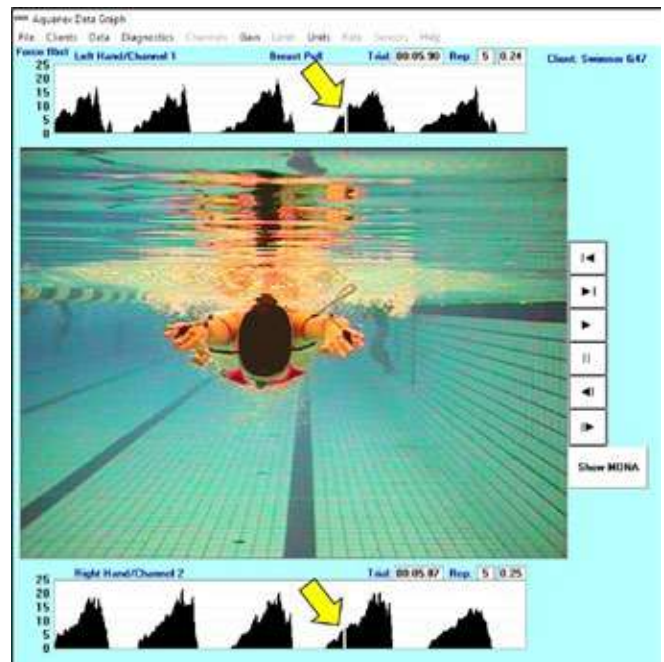 Aquanex Data Graph
File Clients Data Diagnostics Channels Gain Limit Units Rate Sensors Help
Force (lbs) Left Hand/Channel 1 Breast Pull Trial: 00:05.90 Rep: 5 0.24 Client: Swimmer 647
25
20
15
10
5
0
Show MONA
Right Hand/Channel 2 Trial: 00:05.87 Rep: 5 0.25
25
20
15
10
5
0